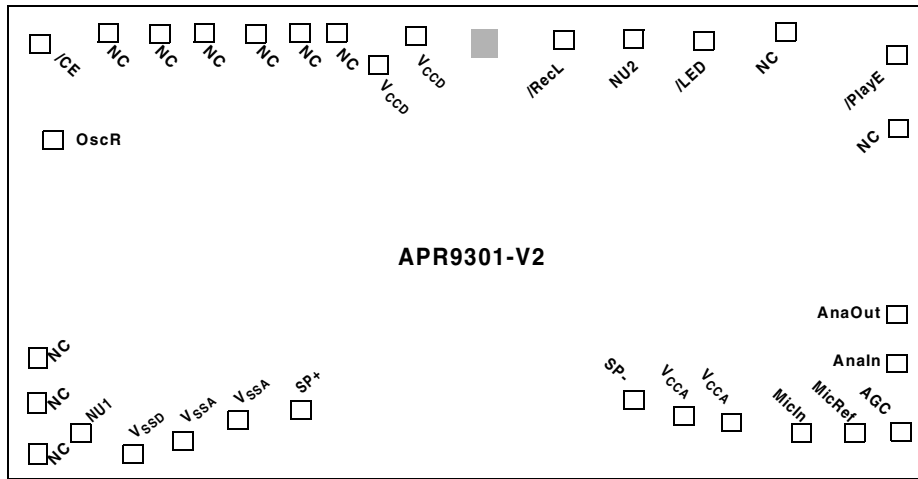 /CE
NC
NC
NC
NC
NC
NC
VCCD
VCCD
/RecL
NU2
/LED
NC
/PlayE
OscR
NC
APR9301-V2
AnaOut
AnaIn
NC
NC
NC
NU1
VSSD
VSSA
VSSA
SP+
SP-
VCCA
VCCA
MicIn
MicRef
AGC